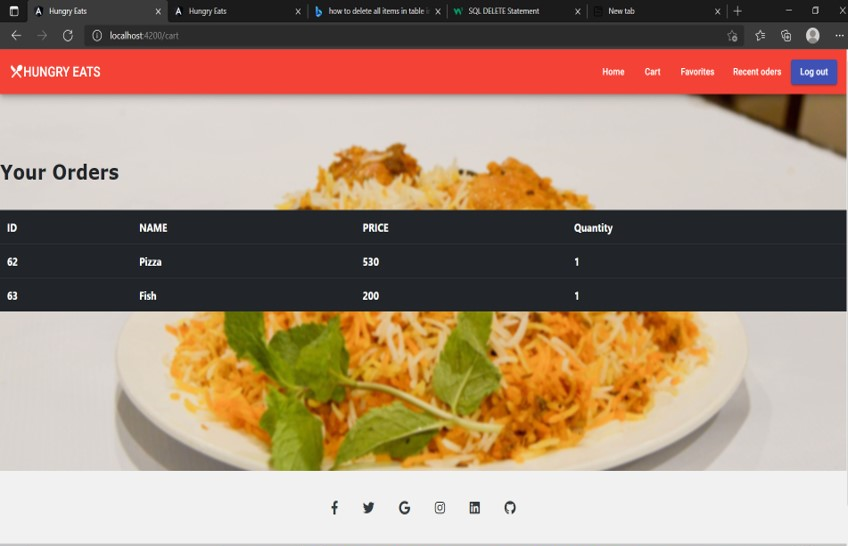 Hungry Eats
Hungry Eats
how to delete all items in table i
SQL DELETE Statement
New tab
localhost:4200/cart
HUNGRY EATS
Home
Cart
Favorites
Recent oders
Log out
Your Orders
ID NAME PRICE Quantity
62 Pizza 530 1
63 Fish 200 1